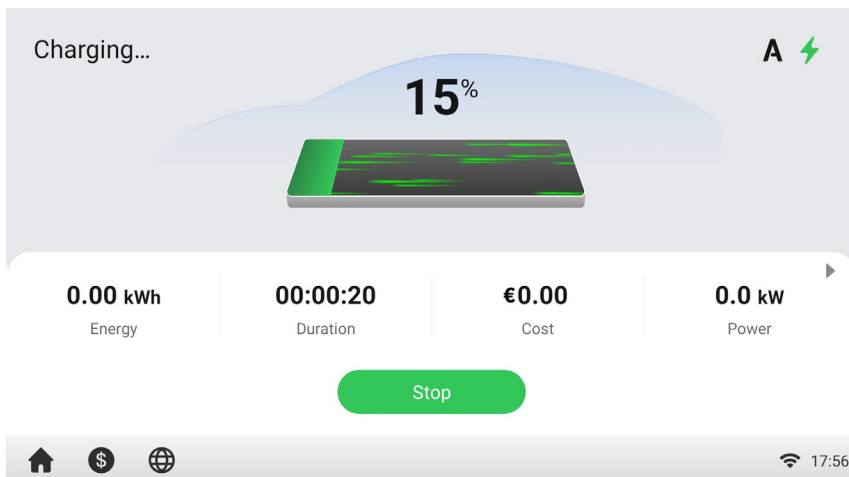 Charging...
A
15%
0.00 kWh
Energy
00:00:20
Duration
€0.00
Cost
0.0 kW
Power
Stop
$
17:56